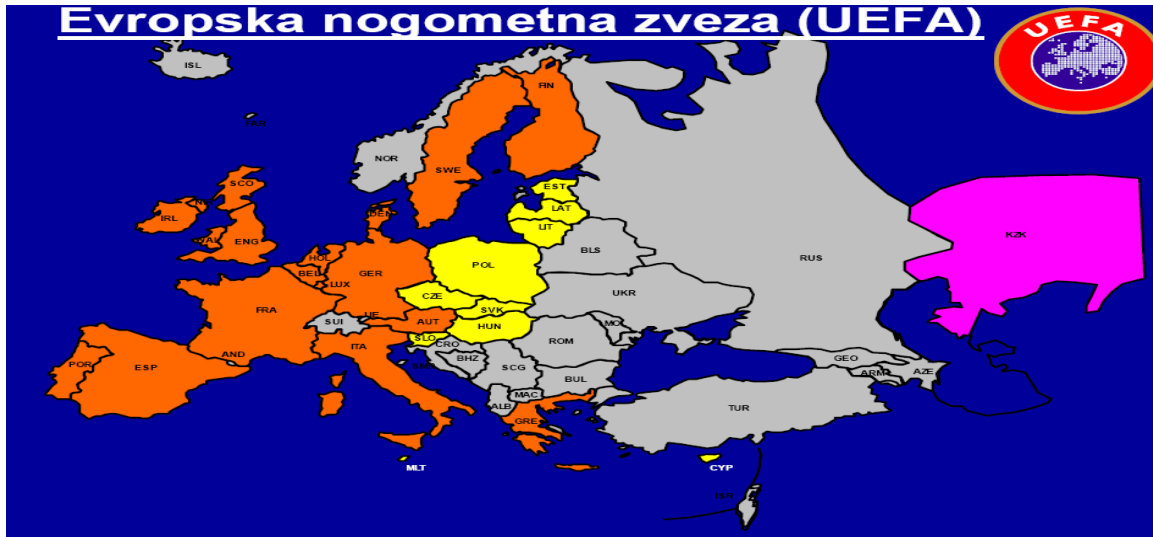 Evropska nogometna zveza (UEFA)
UEFA
ISL
FIN
NOR
SWE
SCO
EST
LAT
IRL
DEN
LIT
ENG
KZK
BLS
RUS
HOL
BEL
GER
POL
LUX
CZE
UKR
FRA
SVK
SUI
AUT
HUN
MO
SLO
CRO
ITA
ROM
AND
BHZ
GEO
POR
ESP
SCG
ARM
AZE
BUL
MAC
ALB
TUR
GRE
MLT
CYP